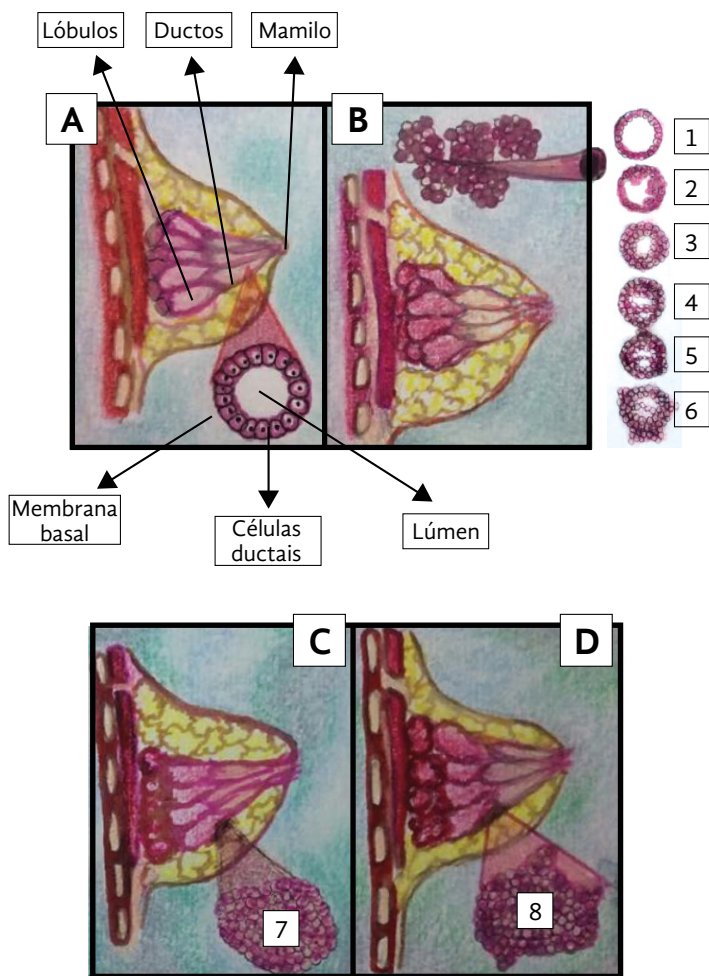 Lóbulos
Ductos
Mamilo
A
B
1
2
3
4
5
6
Membrana
basal
Células
ductais
Lúmen
C
D
7
8